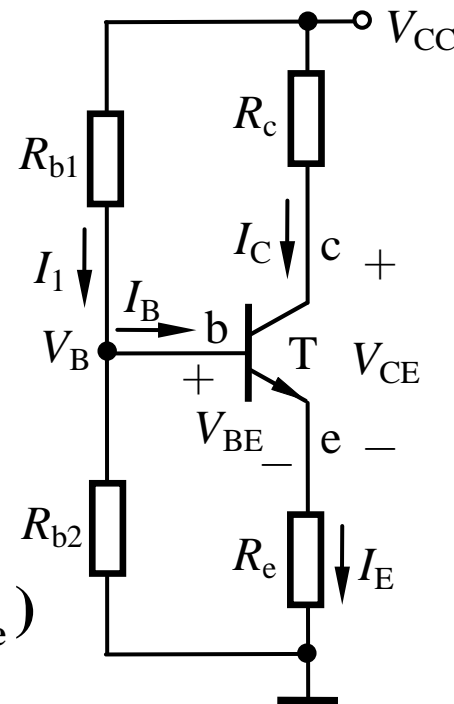 V_CC
R_c
R_b1
I_C c +
I_1
I_B
b
V_B
T
V_CE
+
V_BE e −
−
R_b2
R_e
I_E
e )